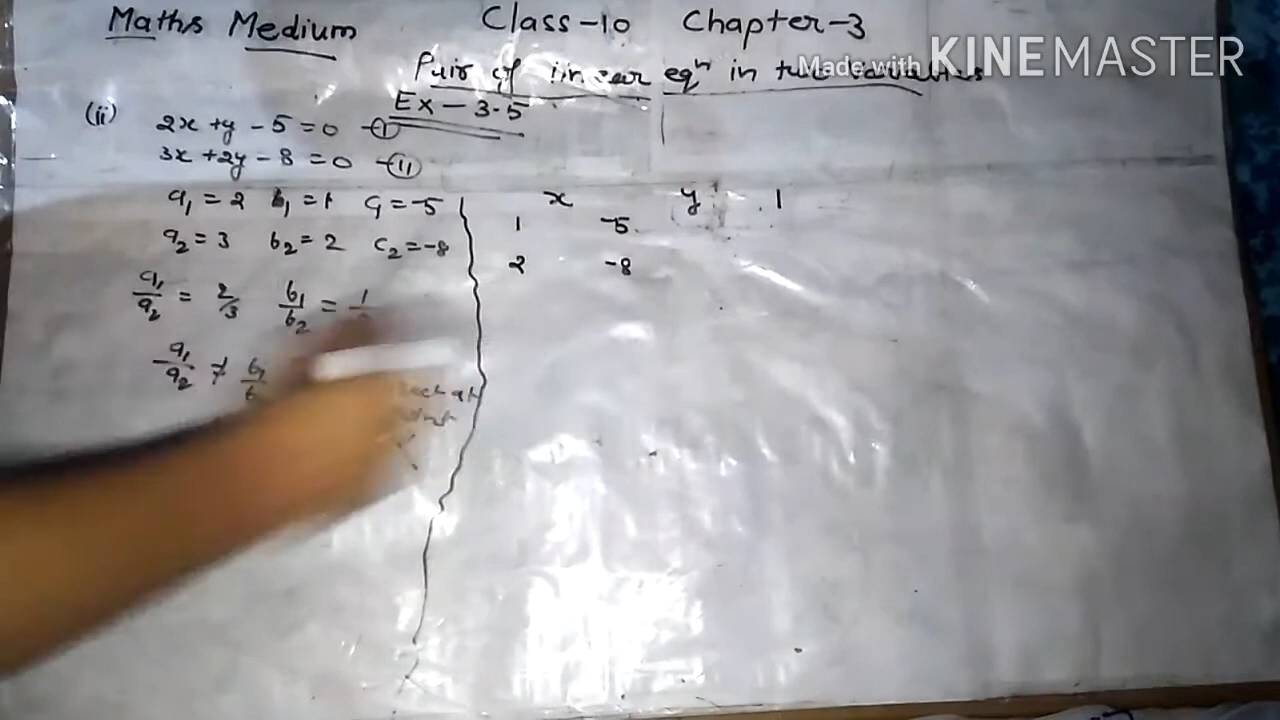 Maths Medium Class-10 Chapter-3
Made with KINEMASTER
Pair of linear eqn in two variables
Ex-3.5
(ii) 2x+y-5=0 -(I)
3x+2y-8=0 -(II)
a₁=2 b₁=1 c₁=-5
a₂=3 b₂=2 c₂=-8
a₁/a₂ = 2/3 b₁/b₂ = 1
a₁/a₂ ≠ b₁
x y 1
1 -5
2 -8